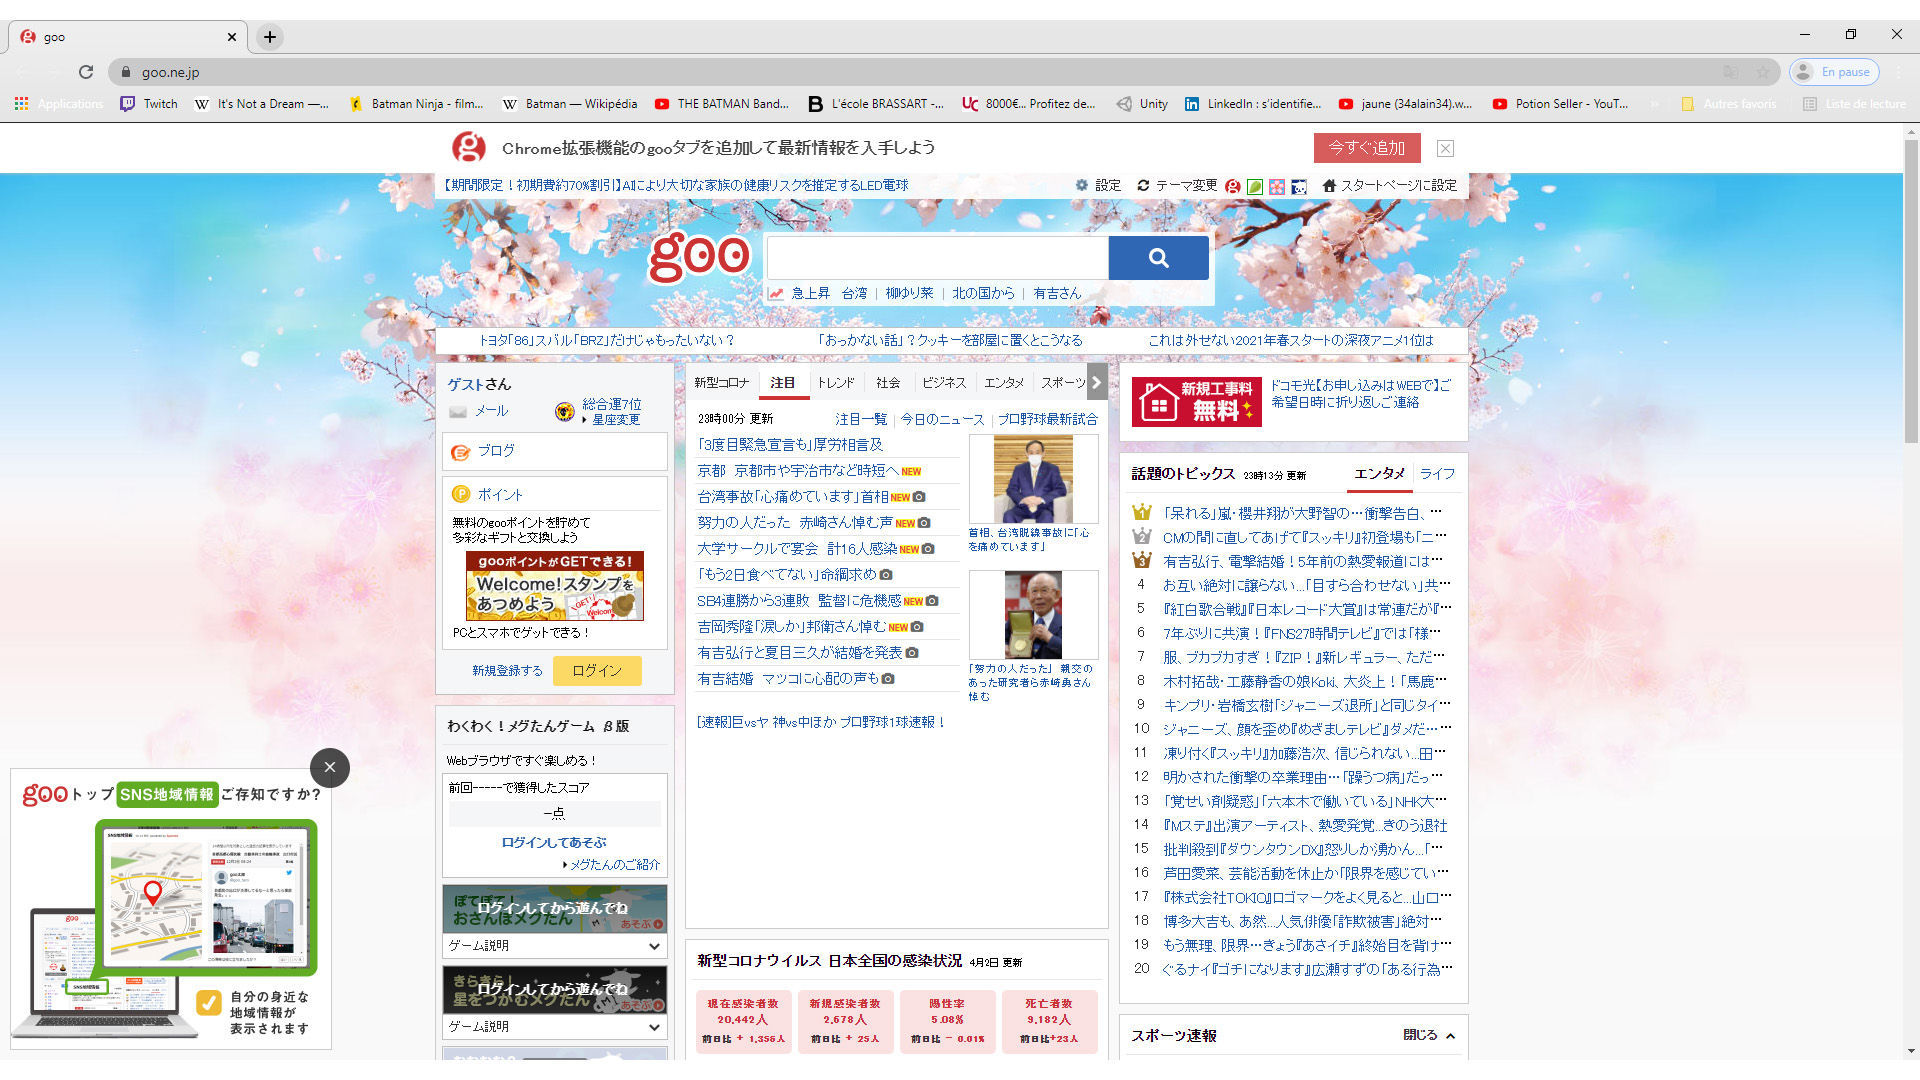 goo
goo.ne.jp
En pause
Applications
Twitch
It's Not a Dream —...
Batman Ninja - film...
Batman — Wikipédia
THE BATMAN Band...
L'école BRASSART -...
8000€... Profitez de...
Unity
LinkedIn : s'identifie...
jaune (34alain34).w...
Potion Seller - YouT...
Autres favoris
Liste de lecture
Chrome拡張機能のgooタブを追加して最新情報を入手しよう
今すぐ追加
【期間限定！初期費約70%割引】AIにより大切な家族の健康リスクを推定するLED電球
設定
テーマ変更
スタートページに設定
goo
急上昇 台湾 | 柳ゆり菜 | 北の国から | 有吉さん
トヨタ「86」スバル「BRZ」だけじゃもったいない？
「おっかない話」？クッキーを部屋に置くとこうなる
これは外せない2021年春スタートの深夜アニメ1位は
ゲストさん
メール
総合運7位
星座変更
ブログ
ポイント
無料のgooポイントを貯めて
多彩なギフトと交換しよう
gooポイントがGETできる！
Welcome!スタンプを
あつめよう
PCとスマホでゲットできる！
新規登録する
ログイン
わくわく！メグたんゲーム β版
Webブラウザですぐ楽しめる！
前回-----で獲得したスコア
--点
ログインしてあそぶ
メグたんのご紹介
ログインしてから遊んでね
おさんぽメグたん
あそぶ
ゲーム説明
きらきら！
ログインしてから遊んでね
星をつかむメグたん
あそぶ
ゲーム説明
新型コロナ
注目
トレンド
社会
ビジネス
エンタメ
スポーツ
23時00分 更新
注目一覧 | 今日のニュース | プロ野球最新試合
「3度目緊急宣言も」厚労相言及
京都 京都市や宇治市など時短へ NEW
台湾事故「心痛めています」首相 NEW
努力の人だった 赤崎さん悼む声 NEW
大学サークルで宴会 計16人感染 NEW
「もう2日食べてない」命綱求め
SB4連勝から3連敗 監督に危機感 NEW
吉岡秀隆「涙しか」邦衛さん悼む NEW
有吉弘行と夏目三久が結婚を発表
有吉結婚 マツコに心配の声も
[速報]巨vsヤ 神vs中ほか プロ野球1球速報！
首相、台湾脱線事故に「心
を痛めています」
「努力の人だった」 親交の
あった研究者ら赤崎勇さん
悼む
新型コロナウイルス 日本全国の感染状況 4月2日 更新
現在感染者数
20,442人
前日比 + 1,356人
新規感染者数
2,678人
前日比 + 25人
陽性率
5.08%
前日比 - 0.01%
死亡者数
9,182人
前日比+23人
新規工事料
無料
ドコモ光【お申し込みはWEBで】ご
希望日時に折り返しご連絡
話題のトピックス 23時13分 更新
エンタメ
ライフ
1 「呆れる」嵐・櫻井翔が大野智の…衝撃告白、…
2 CMの間に直してあげて『スッキリ』初登場も「ニ…
3 有吉弘行、電撃結婚！5年前の熱愛報道には…
4 お互い絶対に譲らない...「目すら合わせない」共…
5 『紅白歌合戦』『日本レコード大賞』は常連だが『…
6 7年ぶりに共演！『FNS27時間テレビ』では「様…
7 服、ブカブカすぎ！『ZIP！』新レギュラー、ただ…
8 木村拓哉・工藤静香の娘Koki、大炎上！「馬鹿…
9 キンプリ・岩橋玄樹「ジャニーズ退所」と同じタイ…
10 ジャニーズ、顔を歪め『めざましテレビ』ダメだ…
11 凍り付く『スッキリ』加藤浩次、信じられない...田…
12 明かされた衝撃の卒業理由…「躁うつ病」だっ…
13 「覚せい剤疑惑」「六本木で働いている」NHK大…
14 『Mステ』出演アーティスト、熱愛発覚...きのう退社
15 批判殺到『ダウンタウンDX』怒りしか湧かん...「…
16 芦田愛菜、芸能活動を休止か「限界を感じてい…
17 『株式会社TOKIO』ロゴマークをよく見ると...山口…
18 博多大吉も、あ然...人気俳優「詐欺被害」絶対…
19 もう無理、限界…きょう『あさイチ』終始目を背け…
20 ぐるナイ『ゴチになります』広瀬すずの「ある行為…
スポーツ速報
閉じる
gooトップ SNS地域情報 ご存知ですか？
SNS地域情報
自分の身近な
地域情報が
表示されます